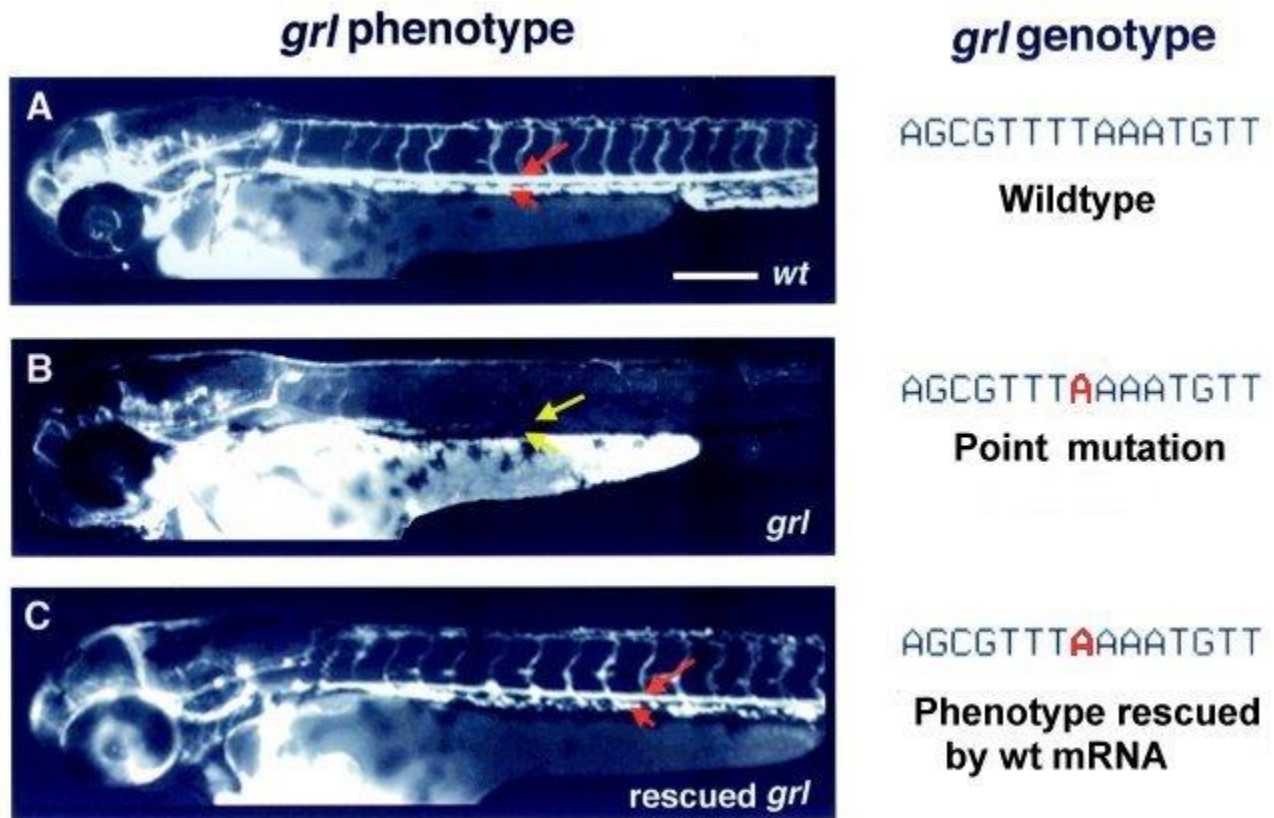 grl phenotype
grl genotype
A
wt
AGCGTTTTAAATGTT
Wildtype
B
grl
AGCGTTTAAAATGTT
Point mutation
C
rescued grl
AGCGTTTAAAATGTT
Phenotype rescued
by wt mRNA